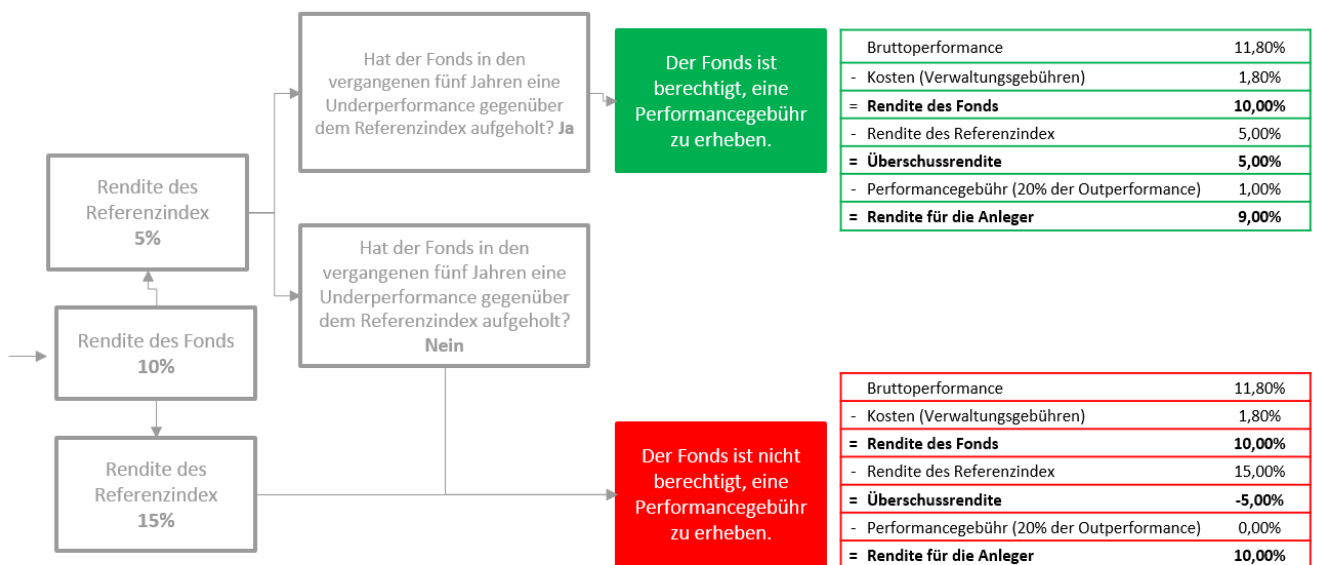 Hat der Fonds in den
vergangenen fünf Jahren eine
Underperformance gegenüber
dem Referenzindex aufgeholt? Ja
Der Fonds ist
berechtigt, eine
Performancegebühr
zu erheben.
Bruttoperformance 11,80%
- Kosten (Verwaltungsgebühren) 1,80%
= Rendite des Fonds 10,00%
- Rendite des Referenzindex 5,00%
= Überschussrendite 5,00%
- Performancegebühr (20% der Outperformance) 1,00%
= Rendite für die Anleger 9,00%
Rendite des
Referenzindex
5%
Hat der Fonds in den
vergangenen fünf Jahren eine
Underperformance gegenüber
dem Referenzindex aufgeholt?
Nein
Rendite des Fonds
10%
Rendite des
Referenzindex
15%
Der Fonds ist nicht
berechtigt, eine
Performancegebühr
zu erheben.
Bruttoperformance 11,80%
- Kosten (Verwaltungsgebühren) 1,80%
= Rendite des Fonds 10,00%
- Rendite des Referenzindex 15,00%
= Überschussrendite -5,00%
- Performancegebühr (20% der Outperformance) 0,00%
= Rendite für die Anleger 10,00%